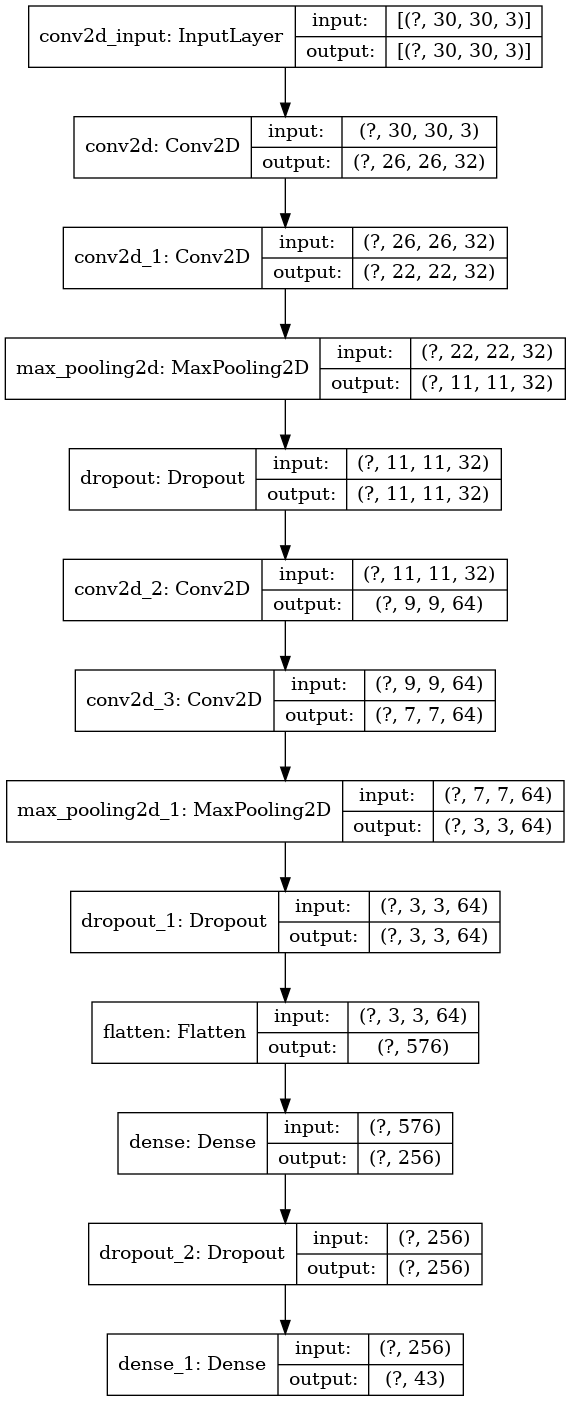 conv2d_input: InputLayer
input: [(?, 30, 30, 3)]
output: [(?, 30, 30, 3)]
conv2d: Conv2D
input: (?, 30, 30, 3)
output: (?, 26, 26, 32)
conv2d_1: Conv2D
input: (?, 26, 26, 32)
output: (?, 22, 22, 32)
max_pooling2d: MaxPooling2D
input: (?, 22, 22, 32)
output: (?, 11, 11, 32)
dropout: Dropout
input: (?, 11, 11, 32)
output: (?, 11, 11, 32)
conv2d_2: Conv2D
input: (?, 11, 11, 32)
output: (?, 9, 9, 64)
conv2d_3: Conv2D
input: (?, 9, 9, 64)
output: (?, 7, 7, 64)
max_pooling2d_1: MaxPooling2D
input: (?, 7, 7, 64)
output: (?, 3, 3, 64)
dropout_1: Dropout
input: (?, 3, 3, 64)
output: (?, 3, 3, 64)
flatten: Flatten
input: (?, 3, 3, 64)
output: (?, 576)
dense: Dense
input: (?, 576)
output: (?, 256)
dropout_2: Dropout
input: (?, 256)
output: (?, 256)
dense_1: Dense
input: (?, 256)
output: (?, 43)